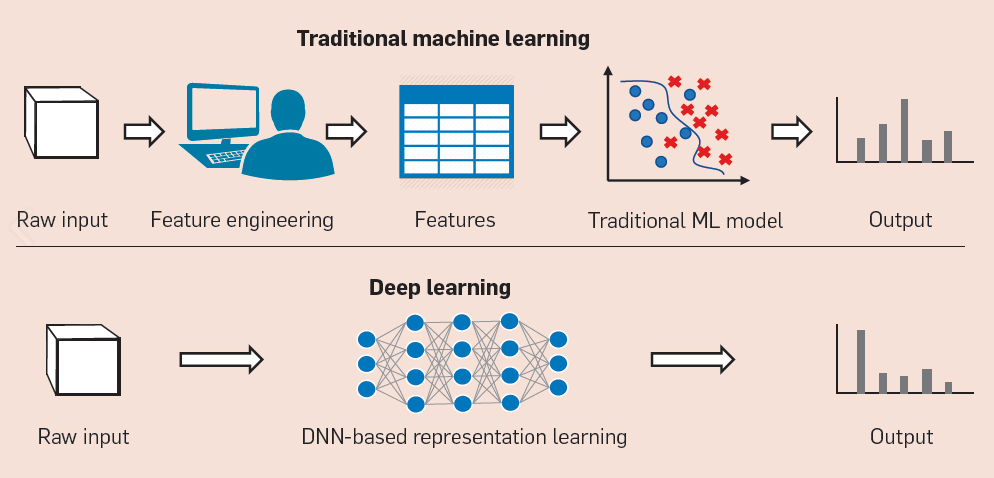 Traditional machine learning
Raw input
Feature engineering
Features
Traditional ML model
Output
Deep learning
Raw input
DNN-based representation learning
Output